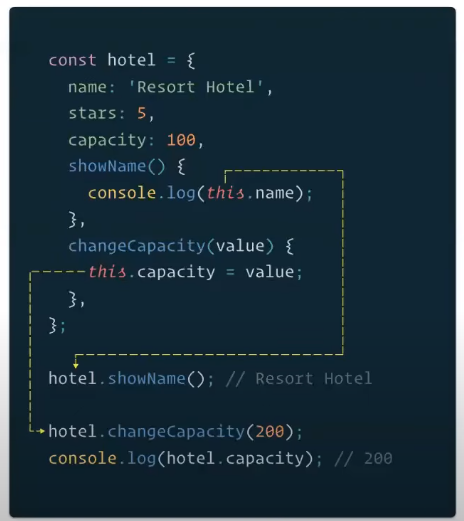 const hotel = {
name: 'Resort Hotel',
stars: 5,
capacity: 100,
showName() {
console.log(this.name);
},
changeCapacity(value) {
this.capacity = value;
},
};
hotel.showName(); // Resort Hotel
hotel.changeCapacity(200);
console.log(hotel.capacity); // 200